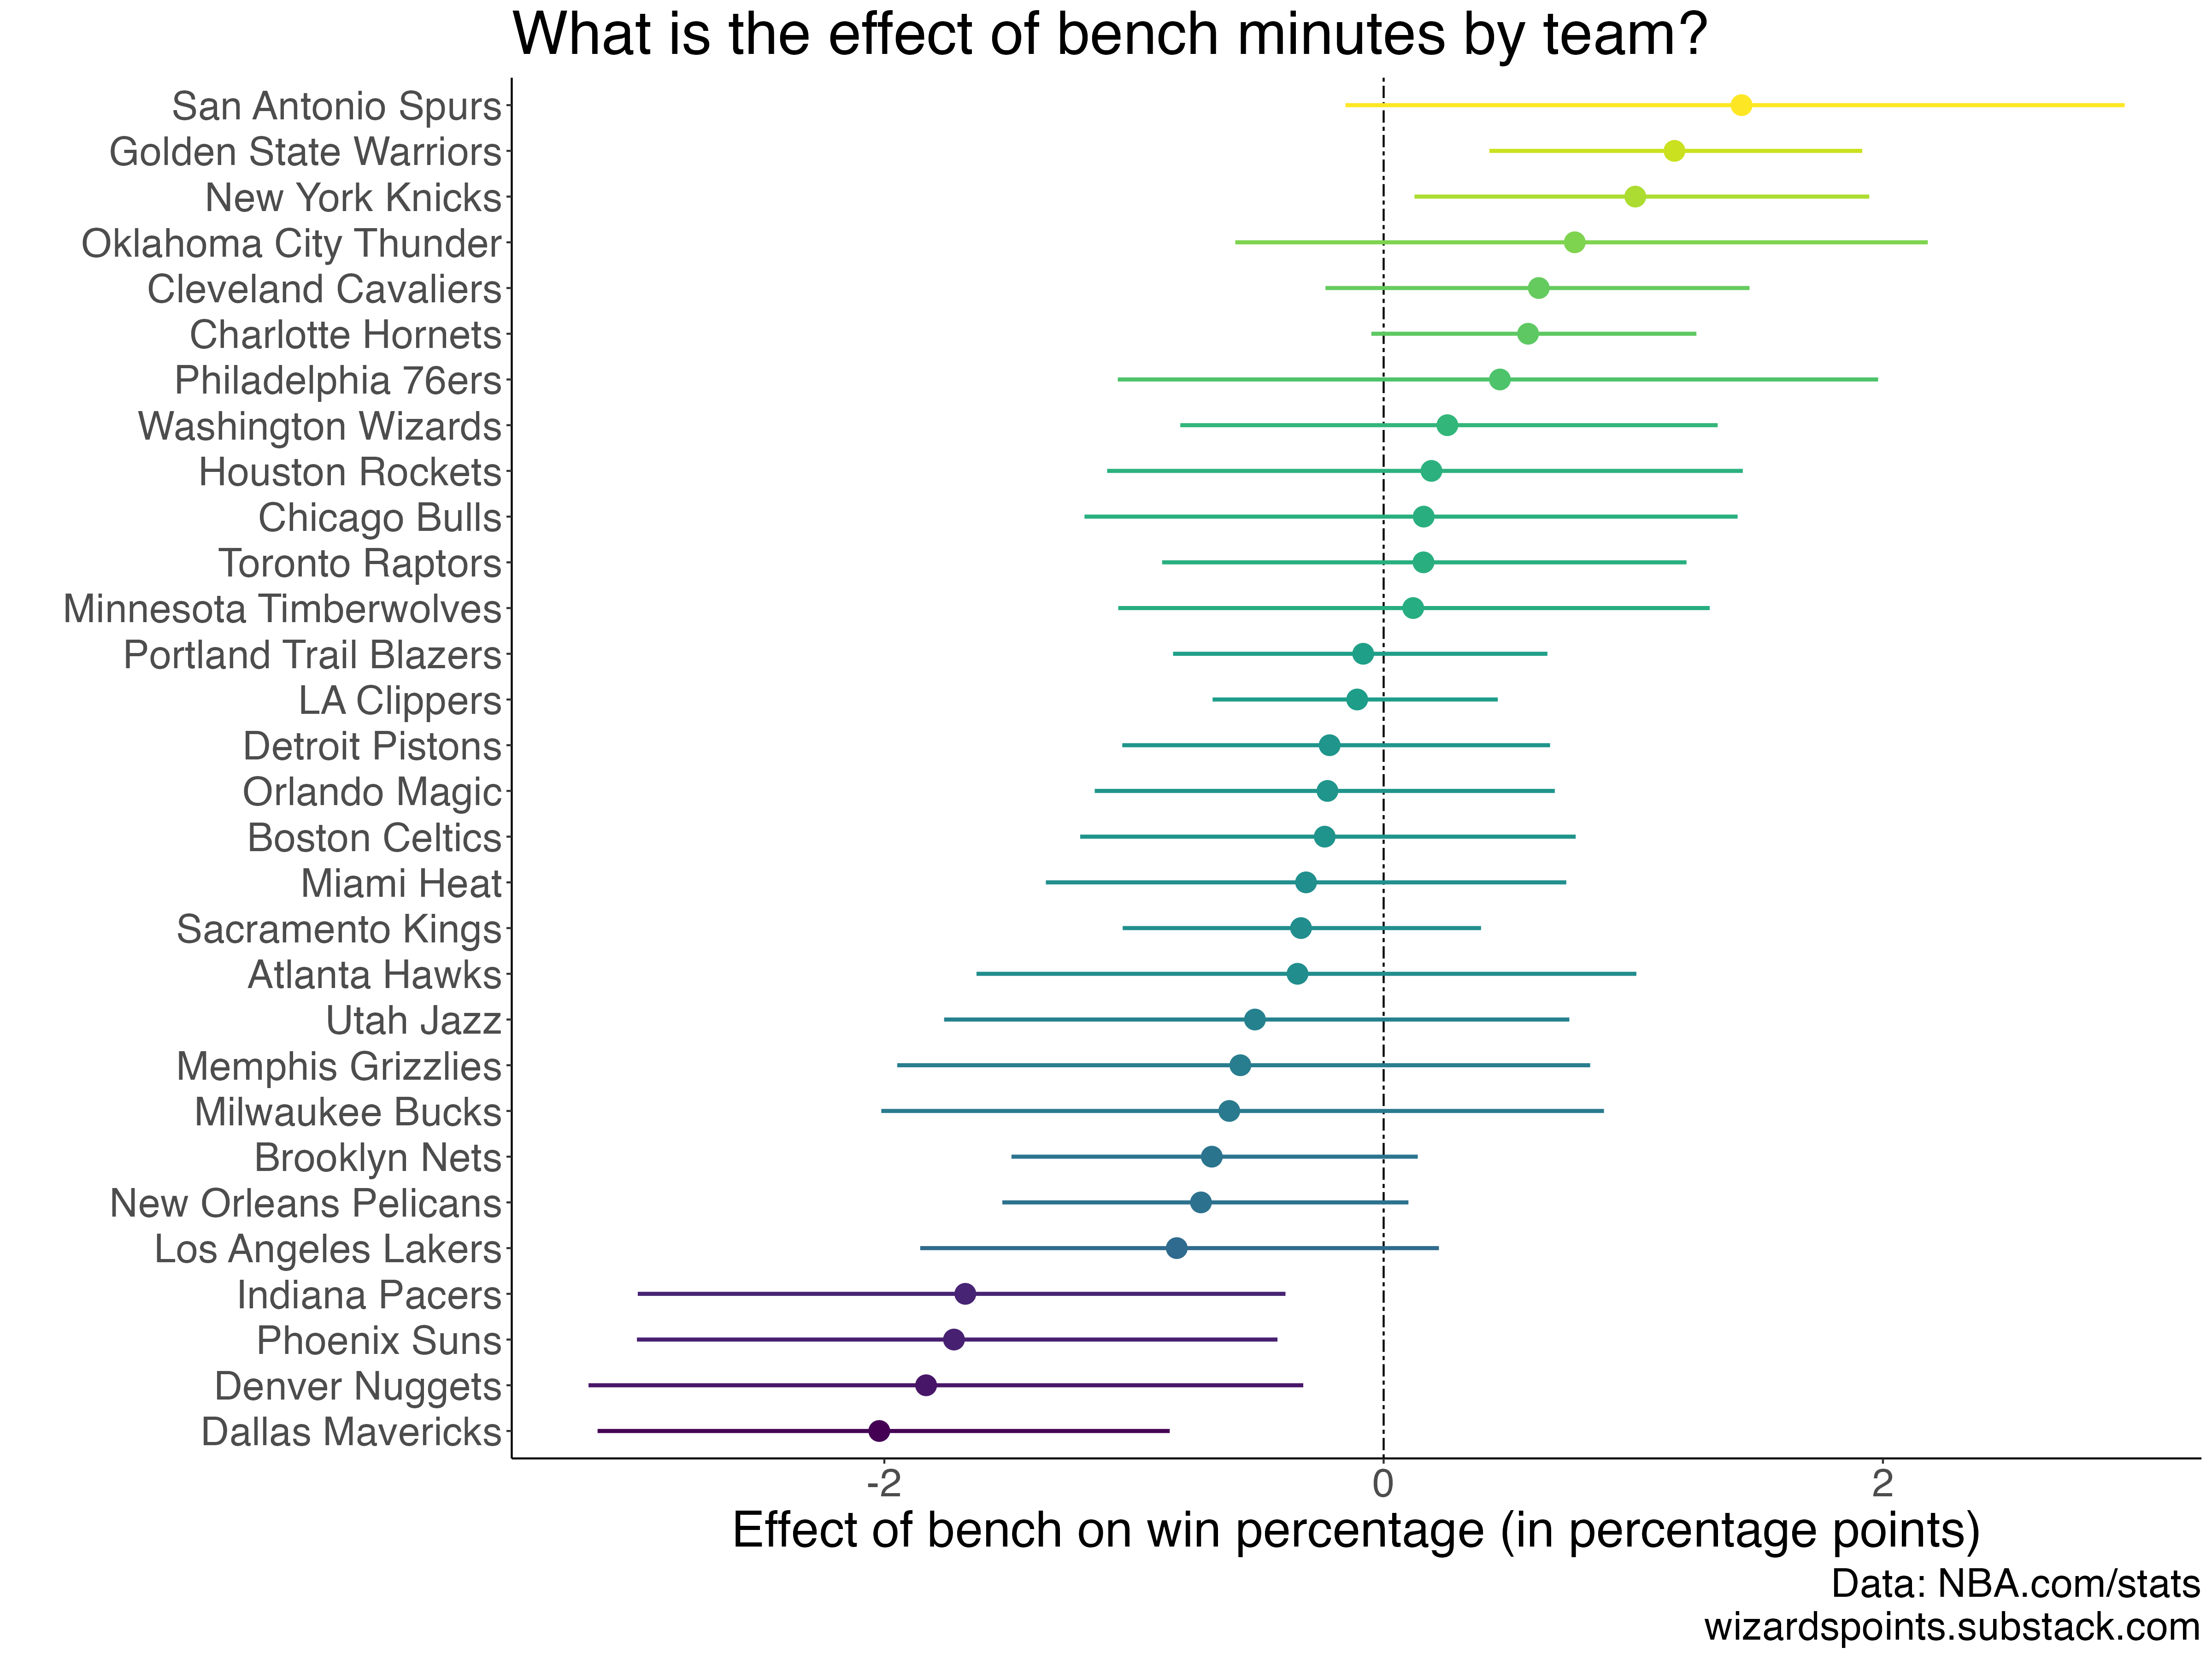 What is the effect of bench minutes by team?
San Antonio Spurs
Golden State Warriors
New York Knicks
Oklahoma City Thunder
Cleveland Cavaliers
Charlotte Hornets
Philadelphia 76ers
Washington Wizards
Houston Rockets
Chicago Bulls
Toronto Raptors
Minnesota Timberwolves
Portland Trail Blazers
LA Clippers
Detroit Pistons
Orlando Magic
Boston Celtics
Miami Heat
Sacramento Kings
Atlanta Hawks
Utah Jazz
Memphis Grizzlies
Milwaukee Bucks
Brooklyn Nets
New Orleans Pelicans
Los Angeles Lakers
Indiana Pacers
Phoenix Suns
Denver Nuggets
Dallas Mavericks
-2 0 2
Effect of bench on win percentage (in percentage points)
Data: NBA.com/stats
wizardspoints.substack.com